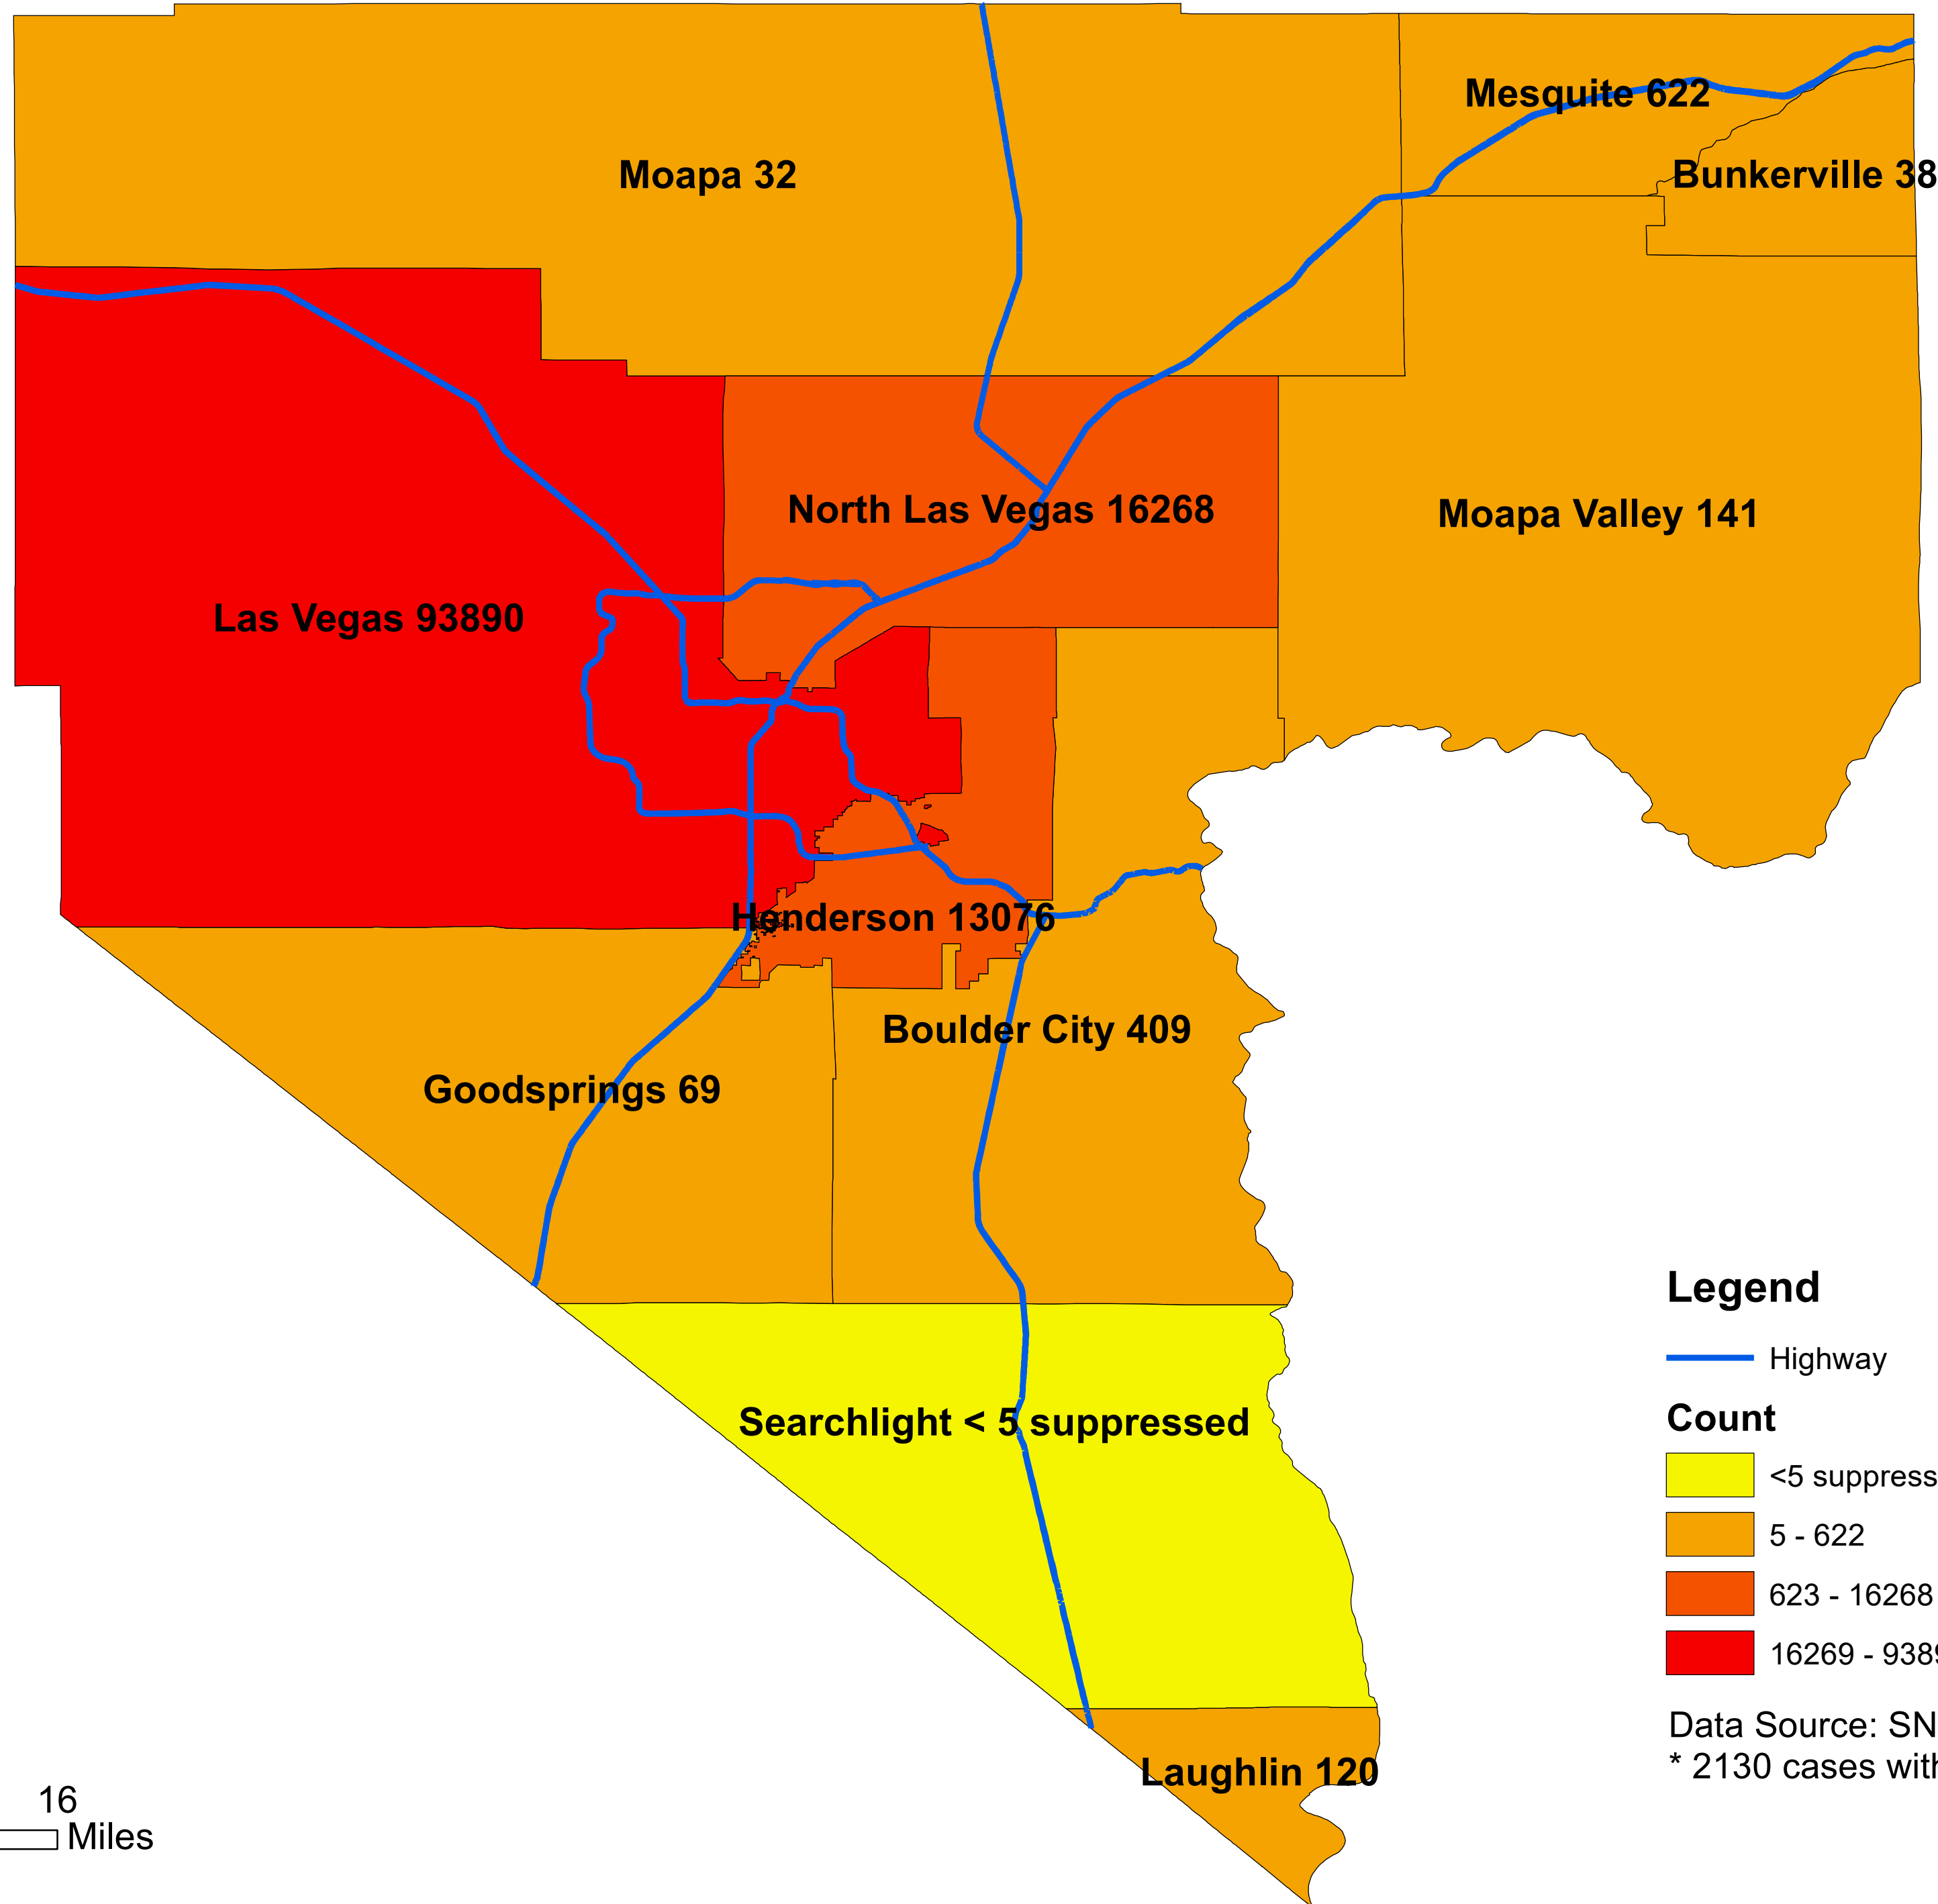 Mesquite 622
Moapa 32
Bunkerville 38
North Las Vegas 16268
Moapa Valley 141
Las Vegas 93890
Henderson 13076
Boulder City 409
Goodsprings 69
Searchlight < 5 suppressed
Laughlin 120
Legend
Highway
Count
<5 suppress
5 - 622
623 - 16268
16269 - 9389
Data Source: SN
* 2130 cases with
16
Miles